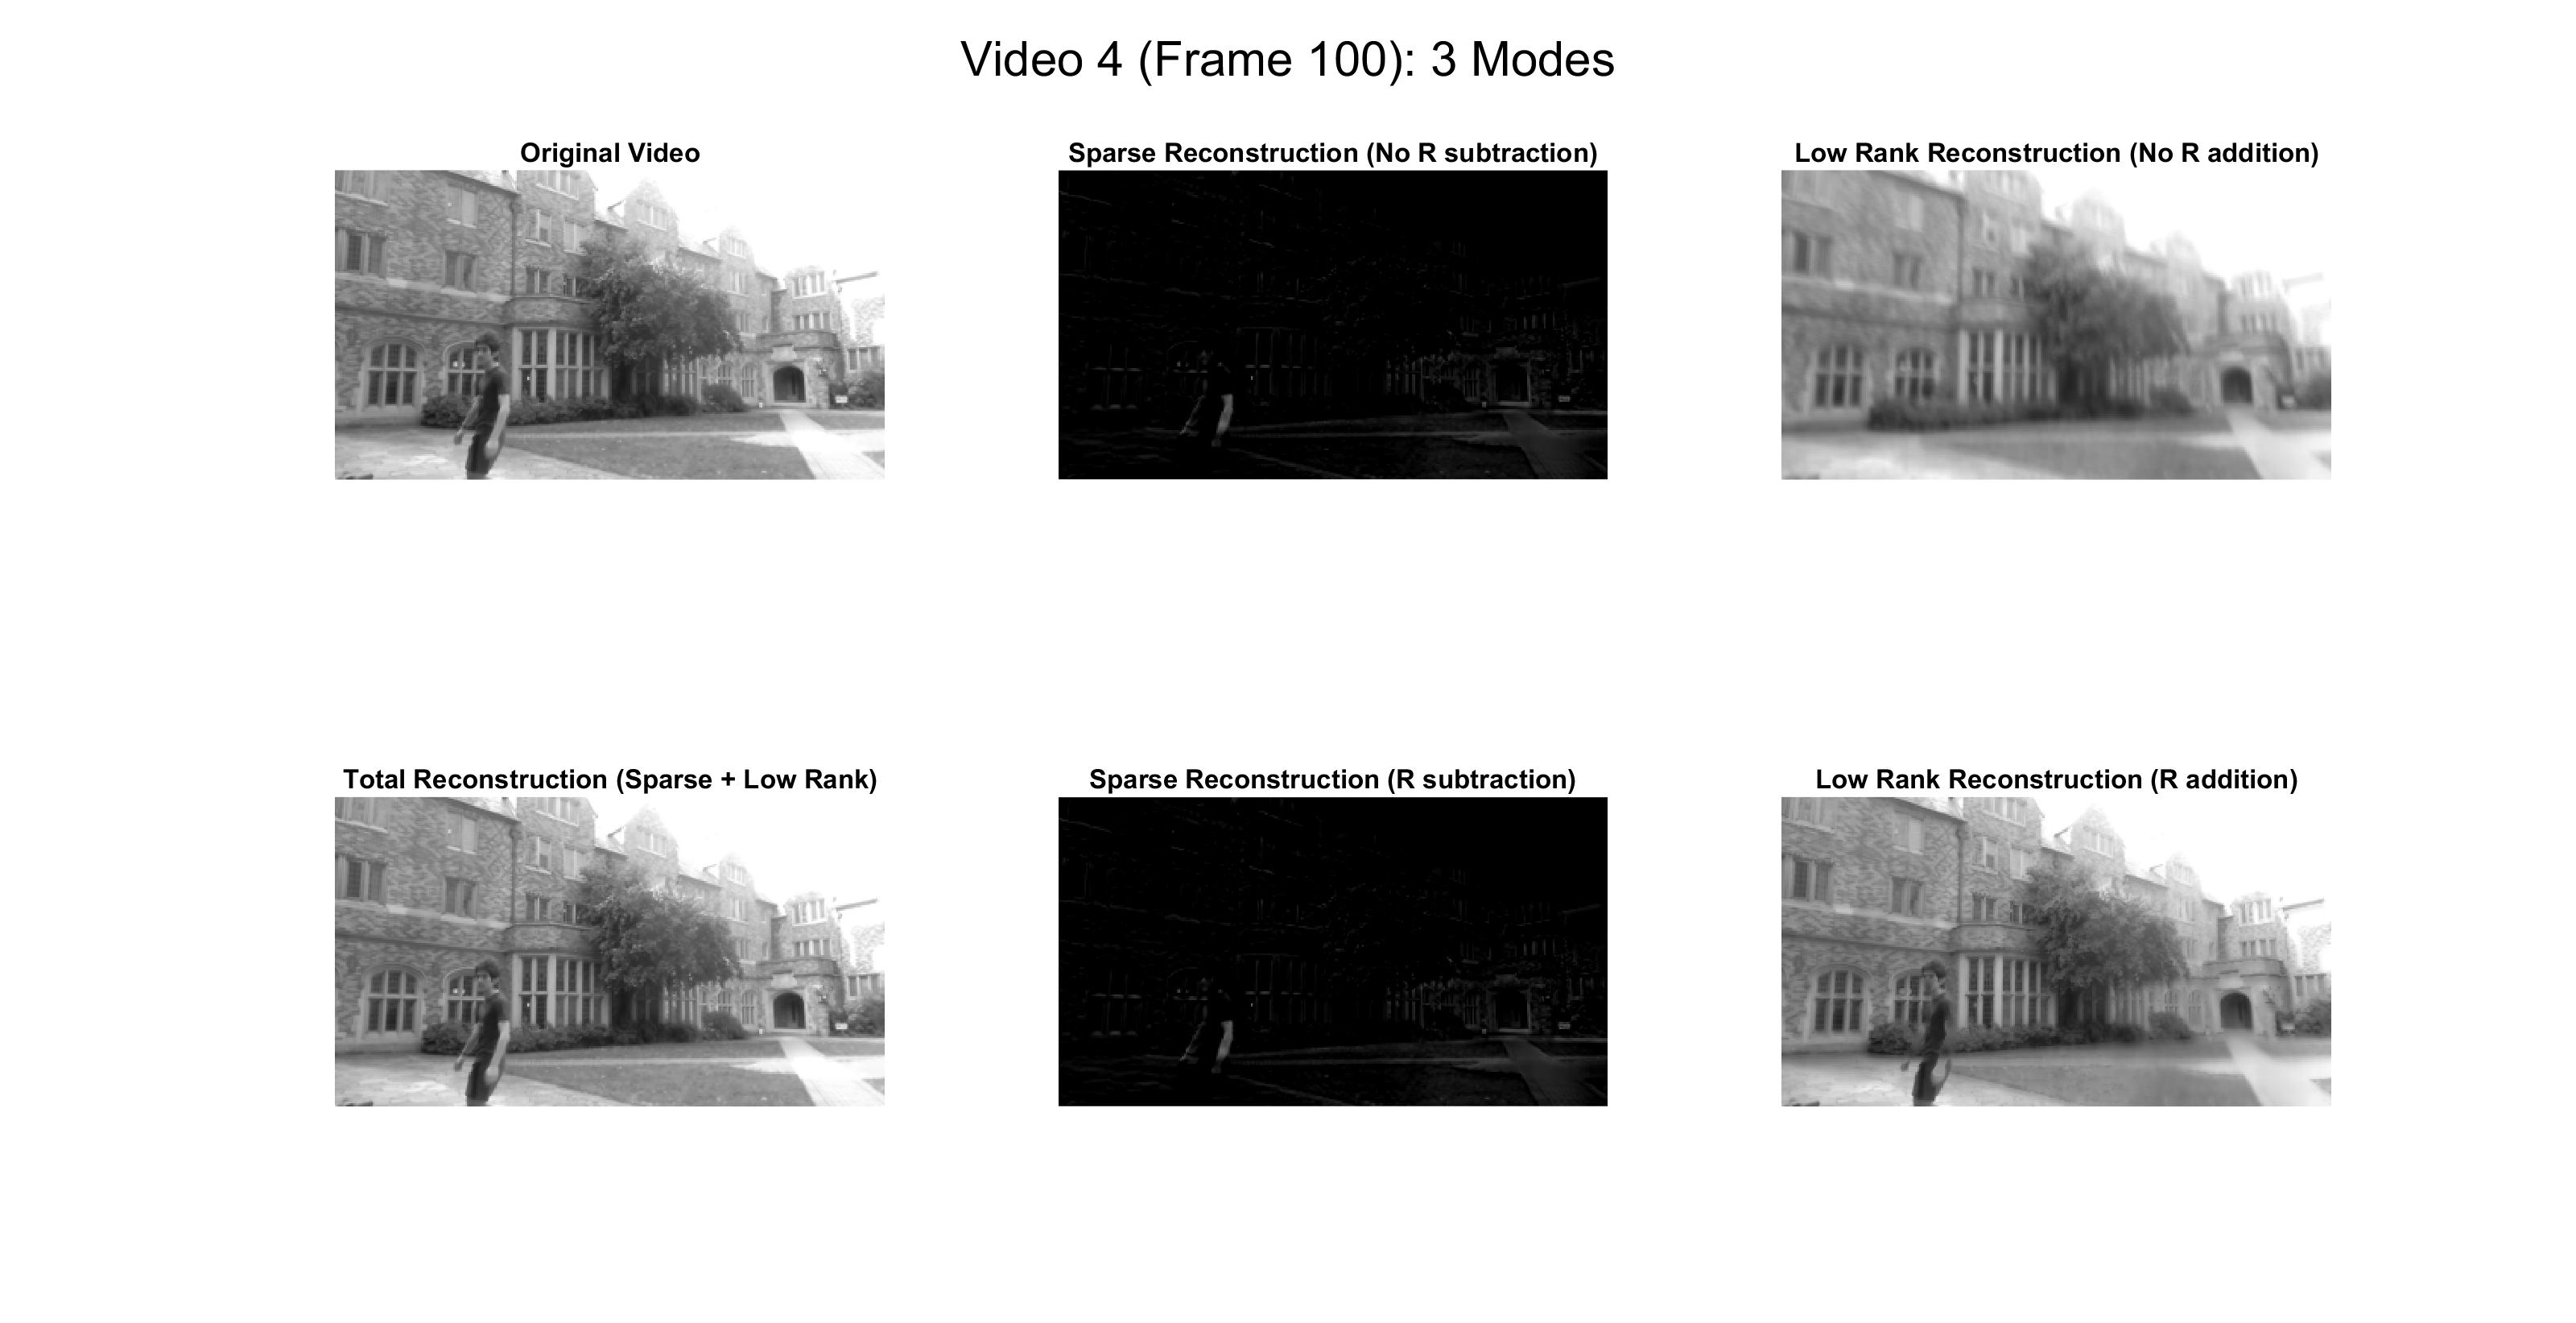 Video 4 (Frame 100): 3 Modes
Original Video
Sparse Reconstruction (No R subtraction)
Low Rank Reconstruction (No R addition)
Total Reconstruction (Sparse + Low Rank)
Sparse Reconstruction (R subtraction)
Low Rank Reconstruction (R addition)